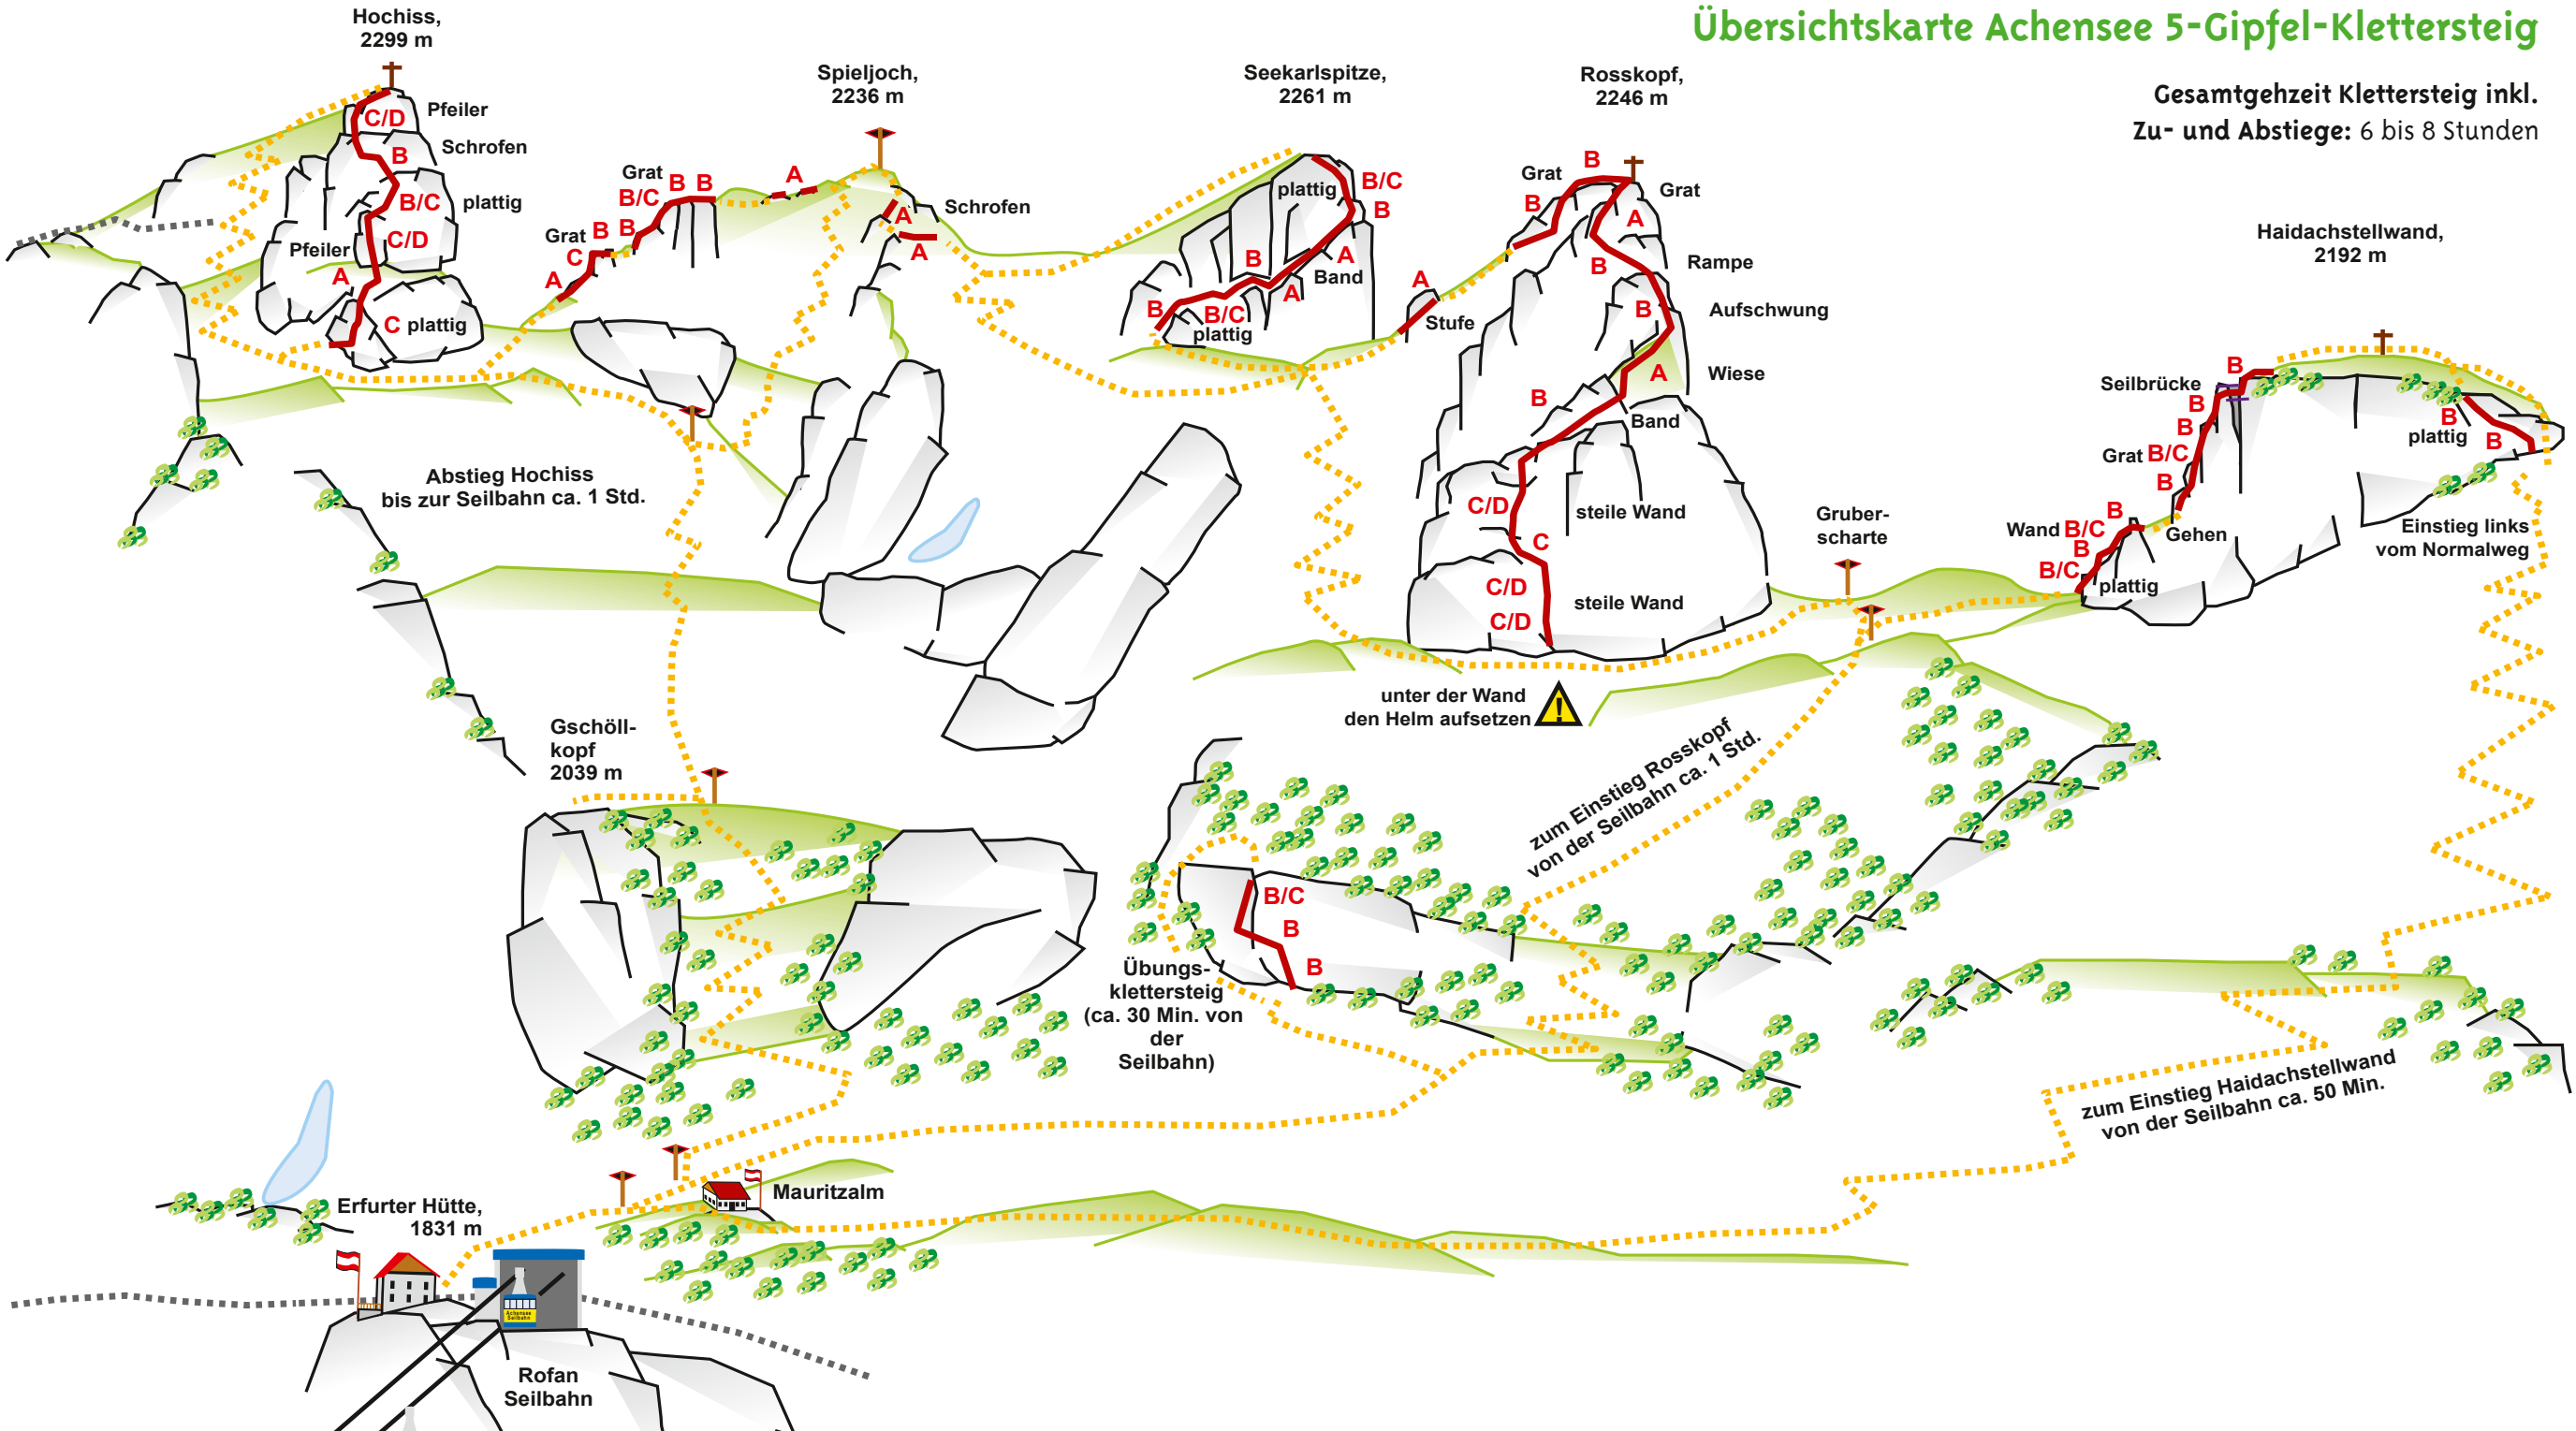 Übersichtskarte Achensee 5-Gipfel-Klettersteig
Gesamtgehzeit Klettersteig inkl.
Zu- und Abstiege: 6 bis 8 Stunden
Hochiss,
2299 m
C/D
Pfeiler
Schrofen
B
B/C
plattig
C/D
Pfeiler
A
C
plattig
Spieljoch,
2236 m
Grat
B/C
B
B
A
Grat
B
B
C
A
Schrofen
A
A
Seekarlspitze,
2261 m
plattig
B/C
B
B
A
Band
A
B
B/C
plattig
A
Stufe
Rosskopf,
2246 m
B
Grat
Grat
B
A
Rampe
B
B
Aufschwung
A
Wiese
B
Band
C/D
steile Wand
C
C/D
steile Wand
C/D
unter der Wand
den Helm aufsetzen
!
Gruber-
scharte
Haidachstellwand,
2192 m
B
Seilbrücke
B
B
Grat
B/C
B
B
Wand
B/C
B
B/C
Gehen
plattig
B
plattig
B
Einstieg links
vom Normalweg
Abstieg Hochiss
bis zur Seilbahn ca. 1 Std.
Gschöll-
kopf
2039 m
zum Einstieg Rosskopf
von der Seilbahn ca. 1 Std.
B/C
B
B
Übungs-
klettersteig
(ca. 30 Min. von
der
Seilbahn)
zum Einstieg Haidachstellwand
von der Seilbahn ca. 50 Min.
Mauritzalm
Erfurter Hütte,
1831 m
Achensee
Seilbahn
Rofan
Seilbahn